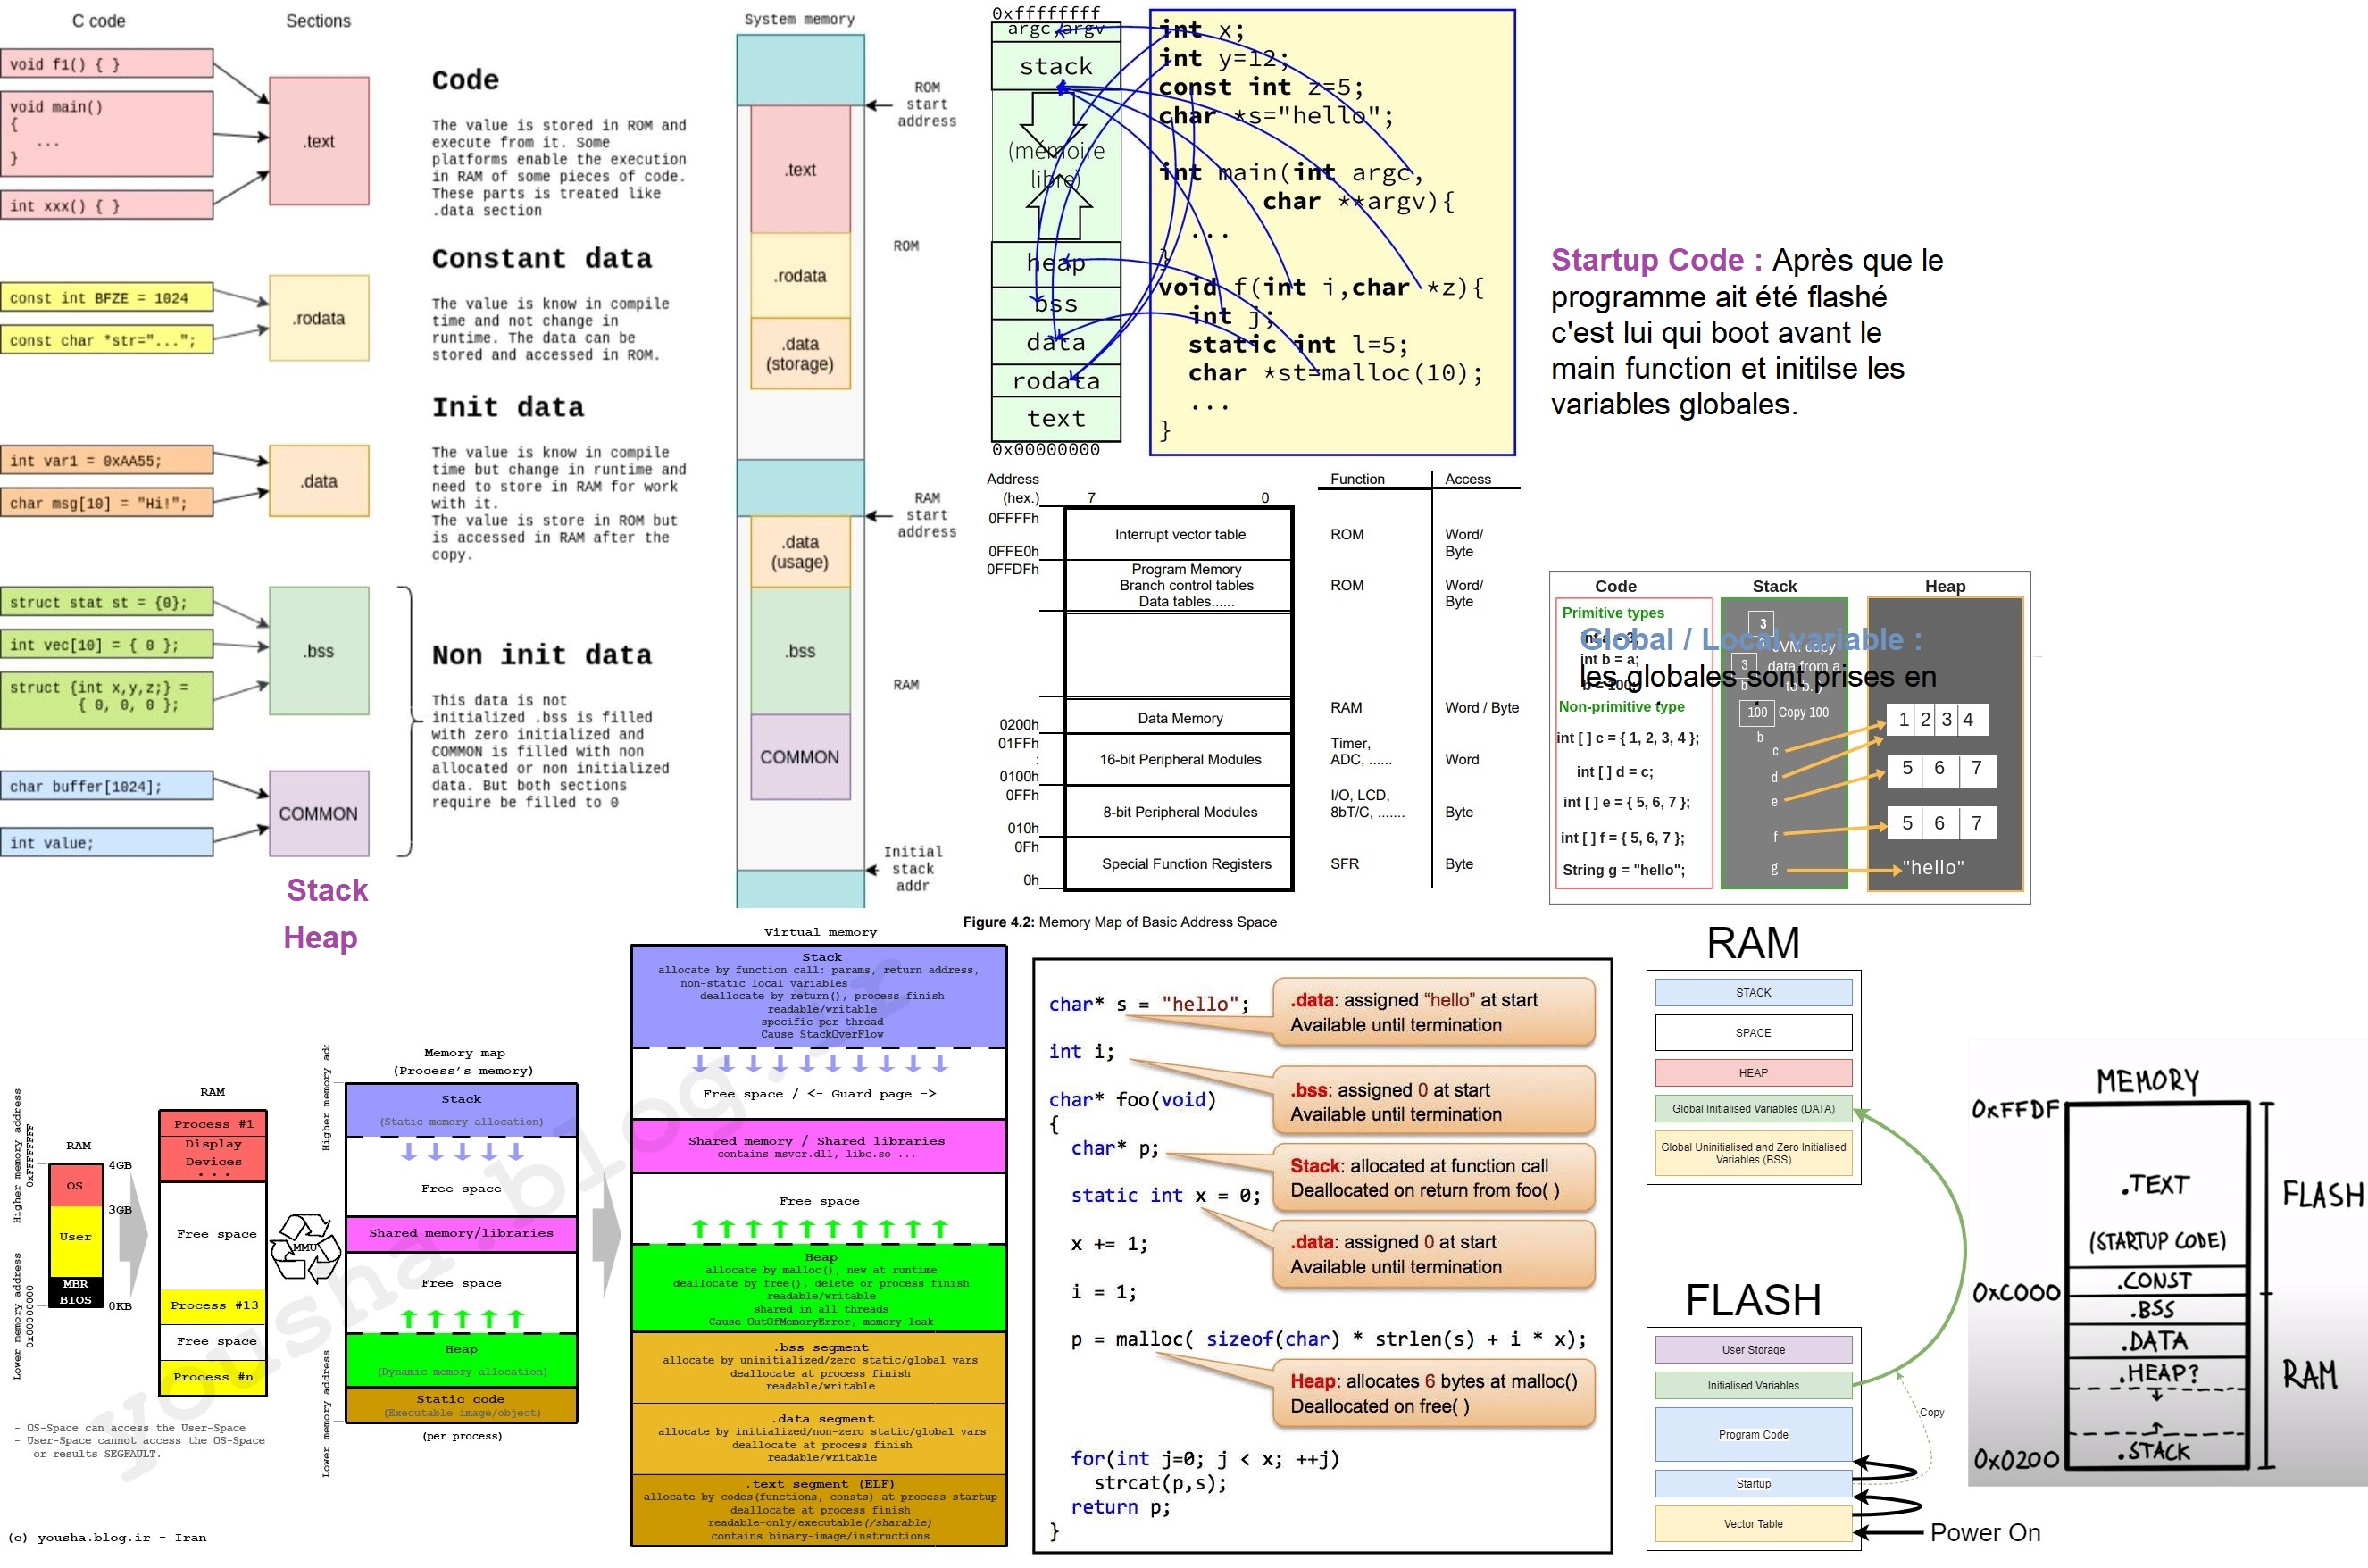 C code
Sections
void f1() { }
void main()
{
...
}
int xxx() { }
.text
const int BFZE = 1024
const char *str="...";
.rodata
int var1 = 0xAA55;
char msg[10] = "Hi!";
.data
struct stat st = {0};
int vec[10] = { 0 };
struct {int x,y,z;} =
{ 0, 0, 0 };
.bss
char buffer[1024];
int value;
COMMON
Code
The value is stored in ROM and
execute from it. Some
platforms enable the execution
in RAM of some pieces of code.
These parts is treated like
.data section
Constant data
The value is know in compile
time and not change in
runtime. The data can be
stored and accessed in ROM.
Init data
The value is know in compile
time but change in runtime and
need to store in RAM for work
with it.
The value is store in ROM but
is accessed in RAM after the
copy.
Non init data
This data is not
initialized .bss is filled
with zero initialized and
COMMON is filled with non
allocated or non initialized
data. But both sections
require be filled to 0
System memory
.text
.rodata
.data
(storage)
.data
(usage)
.bss
COMMON
ROM
start
address
ROM
RAM
start
address
RAM
Initial
stack
addr
0xffffffff
argc,argv
stack
(mémoire
libre)
heap
bss
data
rodata
text
0x00000000
int x;
int y=12;
const int z=5;
char *s="hello";
int main(int argc,
char **argv){
...
}
void f(int i,char *z){
int j;
static int l=5;
char *st=malloc(10);
...
}
Startup Code : Après que le
programme ait été flashé
c'est lui qui boot avant le
main function et initilse les
variables globales.
Address
(hex.)
7
0
Function
Access
0FFFFh
Interrupt vector table
ROM
Word/
Byte
0FFE0h
0FFDFh
Program Memory
Branch control tables
Data tables......
ROM
Word/
Byte
Data Memory
RAM
Word / Byte
0200h
01FFh
:
0100h
16-bit Peripheral Modules
Timer,
ADC, ......
Word
0FFh
010h
8-bit Peripheral Modules
I/O, LCD,
8bT/C, .......
Byte
0Fh
0h
Special Function Registers
SFR
Byte
Figure 4.2: Memory Map of Basic Address Space
Code
Stack
Heap
Primitive types
int a = 3;
int b = a;
b = 100;
Non-primitive type
int [ ] c = { 1, 2, 3, 4 };
int [ ] d = c;
int [ ] e = { 5, 6, 7 };
int [ ] f = { 5, 6, 7 };
String g = "hello";
3
JVM copy
3
data from a
b
to b.
100
Copy 100
b
c
d
e
f
g
1 2 3 4
5 6 7
5 6 7
"hello"
Global / Local variable :
les globales sont prises en
Stack
Heap
Higher memory address
0xFFFFFFFF
Lower memory address
0x00000000
RAM
OS
User
MBR
BIOS
4GB
3GB
0KB
RAM
Process #1
Display
Devices
...
Free space
Process #13
Free space
Process #n
MMU
- OS-Space can access the User-Space
- User-Space cannot access the OS-Space
or results SEGFAULT.
(c) yousha.blog.ir - Iran
yousha.blog.ir
Higher memory ad
Lower memory address
Memory map
(Process's memory)
Stack
(Static memory allocation)
Free space
Shared memory/libraries
Free space
Heap
(Dynamic memory allocation)
Static code
(Executable image/object)
(per process)
Virtual memory
Stack
allocate by function call: params, return address,
non-static local variables
deallocate by return(), process finish
readable/writable
specific per thread
Cause StackOverFlow
Free space / <- Guard page ->
Shared memory / Shared libraries
contains msvcr.dll, libc.so ...
Free space
Heap
allocate by malloc(), new at runtime
deallocate by free(), delete or process finish
readable/writable
shared in all threads
Cause OutOfMemoryError, memory leak
.bss segment
allocate by uninitialized/zero static/global vars
deallocate at process finish
readable/writable
.data segment
allocate by initialized/non-zero static/global vars
deallocate at process finish
readable/writable
.text segment (ELF)
allocate by codes(functions, consts) at process startup
deallocate at process finish
readable-only/executable(/sharable)
contains binary-image/instructions
char* s = "hello";
int i;
char* foo(void)
{
char* p;
static int x = 0;
x += 1;
i = 1;
p = malloc( sizeof(char) * strlen(s) + i * x);
for(int j=0; j < x; ++j)
strcat(p,s);
return p;
}
.data: assigned “hello” at start
Available until termination
.bss: assigned 0 at start
Available until termination
Stack: allocated at function call
Deallocated on return from foo( )
.data: assigned 0 at start
Available until termination
Heap: allocates 6 bytes at malloc()
Deallocated on free( )
RAM
STACK
SPACE
HEAP
Global Initialised Variables (DATA)
Global Uninitialised and Zero Initialised
Variables (BSS)
FLASH
User Storage
Initialised Variables
Program Code
Startup
Vector Table
Copy
Power On
MEMORY
0xFFDF
.TEXT
(STARTUP CODE)
.CONST
0xC000
.BSS
.DATA
.HEAP?
.STACK
0x0200
FLASH
RAM